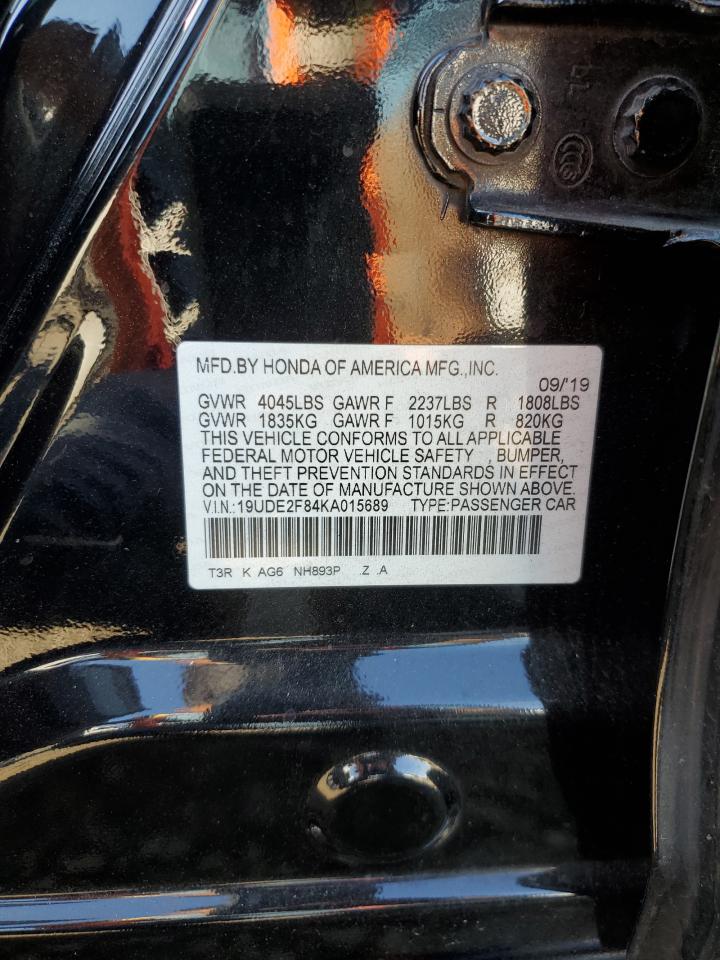 MFD.BY HONDA OF AMERICA MFG.,INC.
09/'19
GVWR 4045LBS GAWR F 2237LBS R 1808LBS
GVWR 1835KG GAWR F 1015KG R 820KG
THIS VEHICLE CONFORMS TO ALL APPLICABLE
FEDERAL MOTOR VEHICLE SAFETY , BUMPER,
AND THEFT PREVENTION STANDARDS IN EFFECT
ON THE DATE OF MANUFACTURE SHOWN ABOVE.
V.I.N.:19UDE2F84KA015689 TYPE:PASSENGER CAR
T3R K AG6 NH893P .Z .A